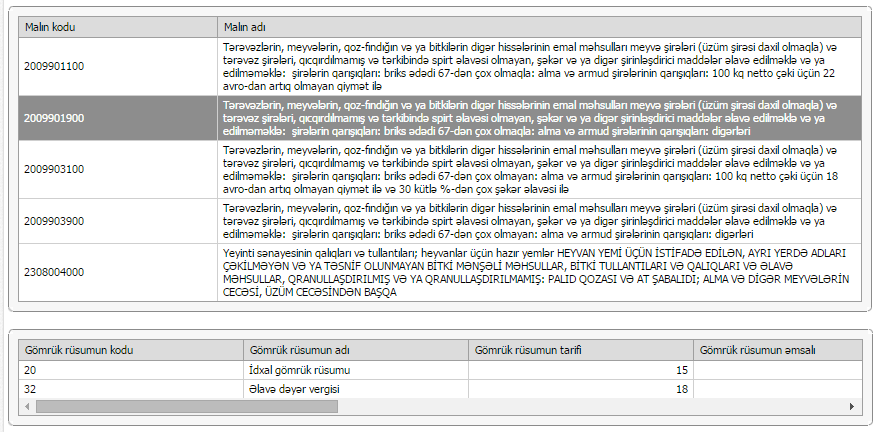 Malın kodu Malın adı
2009901100 Tərəvəzlərin, meyvələrin, qoz-fındığın və ya bitkilərin digər hissələrinin emal məhsulları meyvə şirələri (üzüm şirəsi daxil olmaqla) və
tərəvəz şirələri, qıcqırdılmamış və tərkibində spirt əlavəsi olmayan, şəkər və ya digər şirinləşdirici maddələr əlavə edilməklə və ya
edilməməklə: şirələrin qarışıqları: briks ədədi 67-dən çox olmaqla: alma və armud şirələrinin qarışıqları: 100 kq netto çəki üçün 22
avro-dan artıq olmayan qiymət ilə
2009901900 Tərəvəzlərin, meyvələrin, qoz-fındığın və ya bitkilərin digər hissələrinin emal məhsulları meyvə şirələri (üzüm şirəsi daxil olmaqla) və
tərəvəz şirələri, qıcqırdılmamış və tərkibində spirt əlavəsi olmayan, şəkər və ya digər şirinləşdirici maddələr əlavə edilməklə və ya
edilməməklə: şirələrin qarışıqları: briks ədədi 67-dən çox olmaqla: alma və armud şirələrinin qarışıqları: digərləri
2009903100 Tərəvəzlərin, meyvələrin, qoz-fındığın və ya bitkilərin digər hissələrinin emal məhsulları meyvə şirələri (üzüm şirəsi daxil olmaqla) və
tərəvəz şirələri, qıcqırdılmamış və tərkibində spirt əlavəsi olmayan, şəkər və ya digər şirinləşdirici maddələr əlavə edilməklə və ya
edilməməklə: şirələrin qarışıqları: briks ədədi 67-dən çox olmayan: alma və armud şirələrinin qarışıqları: 100 kq netto çəki üçün 18
avro-dan artıq olmayan qiymət ilə və 30 kütlə %-dən çox şəkər əlavəsi ilə
2009903900 Tərəvəzlərin, meyvələrin, qoz-fındığın və ya bitkilərin digər hissələrinin emal məhsulları meyvə şirələri (üzüm şirəsi daxil olmaqla) və
tərəvəz şirələri, qıcqırdılmamış və tərkibində spirt əlavəsi olmayan, şəkər və ya digər şirinləşdirici maddələr əlavə edilməklə və ya
edilməməklə: şirələrin qarışıqları: briks ədədi 67-dən çox olmayan: alma və armud şirələrinin qarışıqları: digərləri
2308004000 Yeyinti sənayesinin qalıqları və tullantıları; heyvanlar üçün hazır yemlər HEYVAN YEMİ ÜÇÜN İSTİFADƏ EDİLƏN, AYRI YERDƏ ADLARI
ÇƏKİLMƏYƏN VƏ YA TƏSNİF OLUNMAYAN BİTKİ MƏNŞƏLİ MƏHSULLAR, BİTKİ TULLANTILARI VƏ QALIQLARI VƏ ƏLAVƏ
MƏHSULLAR, QRANULLAŞDIRILMIŞ VƏ YA QRANULLAŞDIRILMAMIŞ: PALID QOZASI VƏ AT ŞABALIDI; ALMA VƏ DİGƏR MEYVƏLƏRİN
CECƏSİ, ÜZÜM CECƏSİNDƏN BAŞQA
Gömrük rüsumun kodu Gömrük rüsumun adı Gömrük rüsumun tarifi Gömrük rüsumun əmsalı
20 İdxal gömrük rüsumu 15
32 Əlavə dəyər vergisi 18